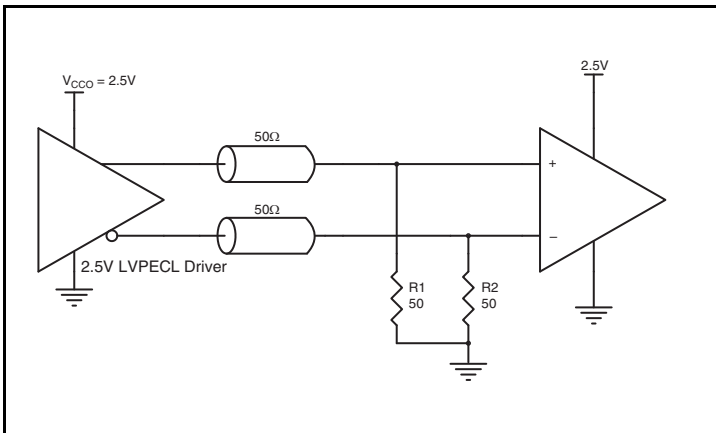 V_CCO = 2.5V
2.5V
50Ω
+
50Ω
−
2.5V LVPECL Driver
R1
50
R2
50